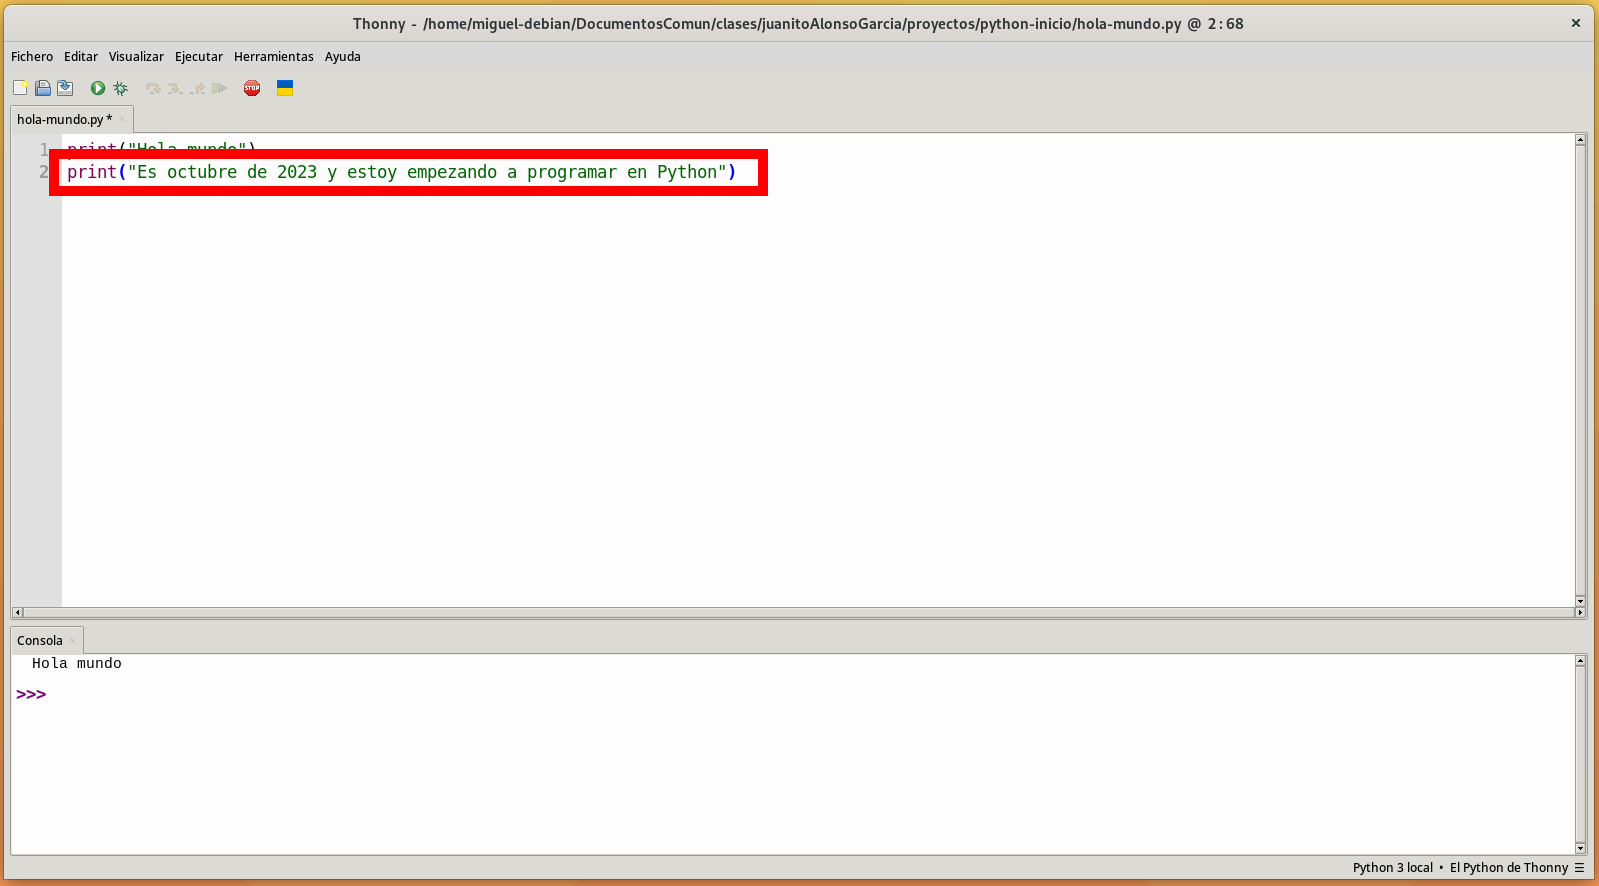 Thonny - /home/miguel-debian/DocumentosComun/clases/juanitoAlonsoGarcia/proyectos/python-inicio/hola-mundo.py @ 2:68
Fichero Editar Visualizar Ejecutar Herramientas Ayuda
STOP
hola-mundo.py *
1 print("Hola mundo")
2 print("Es octubre de 2023 y estoy empezando a programar en Python")
Consola
Hola mundo
>>>
Python 3 local • El Python de Thonny ☰